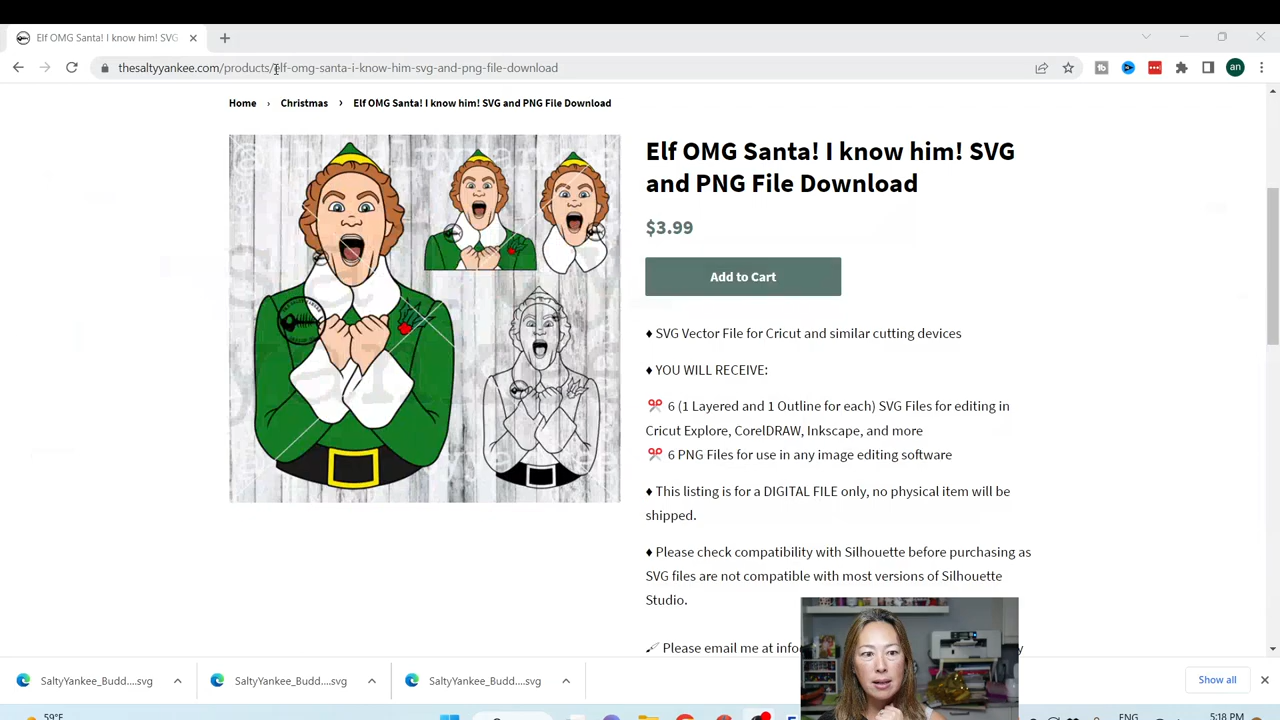 Elf OMG Santa! I know him! SVG
thesaltyyankee.com/products/elf-omg-santa-i-know-him-svg-and-png-file-download
an
Home › Christmas › Elf OMG Santa! I know him! SVG and PNG File Download
Elf OMG Santa! I know him! SVG
and PNG File Download
$3.99
Add to Cart
♦ SVG Vector File for Cricut and similar cutting devices
♦ YOU WILL RECEIVE:
✂ 6 (1 Layered and 1 Outline for each) SVG Files for editing in
Cricut Explore, CorelDRAW, Inkscape, and more
✂ 6 PNG Files for use in any image editing software
♦ This listing is for a DIGITAL FILE only, no physical item will be
shipped.
♦ Please check compatibility with Silhouette before purchasing as
SVG files are not compatible with most versions of Silhouette
Studio.
Please email me at
SaltyYankee_Budd....svg
SaltyYankee_Budd....svg
SaltyYankee_Budd....svg
Show all
59°F
ENG
5:18 PM